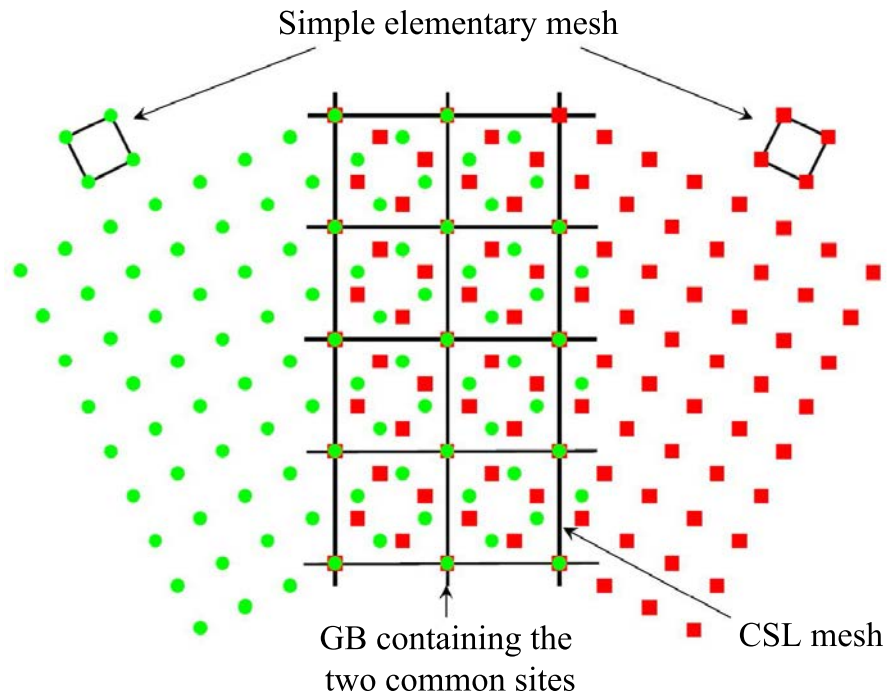 Simple elementary mesh
GB containing the
two common sites
CSL mesh